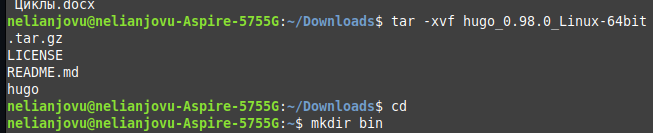 Циклы.docx
nelianjovu@nelianjovu-Aspire-5755G:~/Downloads$ tar -xvf hugo_0.98.0_Linux-64bit
.tar.gz
LICENSE
README.md
hugo
nelianjovu@nelianjovu-Aspire-5755G:~/Downloads$ cd
nelianjovu@nelianjovu-Aspire-5755G:~$ mkdir bin